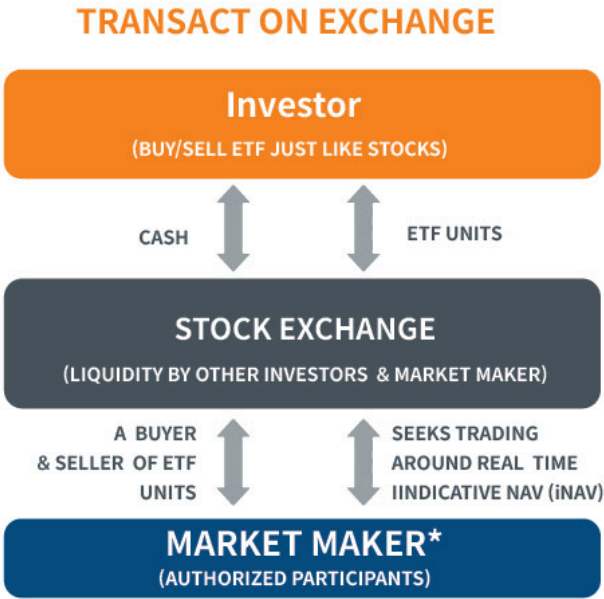 TRANSACT ON EXCHANGE
Investor
(BUY/SELL ETF JUST LIKE STOCKS)
CASH
ETF UNITS
STOCK EXCHANGE
(LIQUIDITY BY OTHER INVESTORS & MARKET MAKER)
A BUYER
& SELLER OF ETF
UNITS
SEEKS TRADING
AROUND REAL TIME
IINDICATIVE NAV (iNAV)
MARKET MAKER*
(AUTHORIZED PARTICIPANTS)